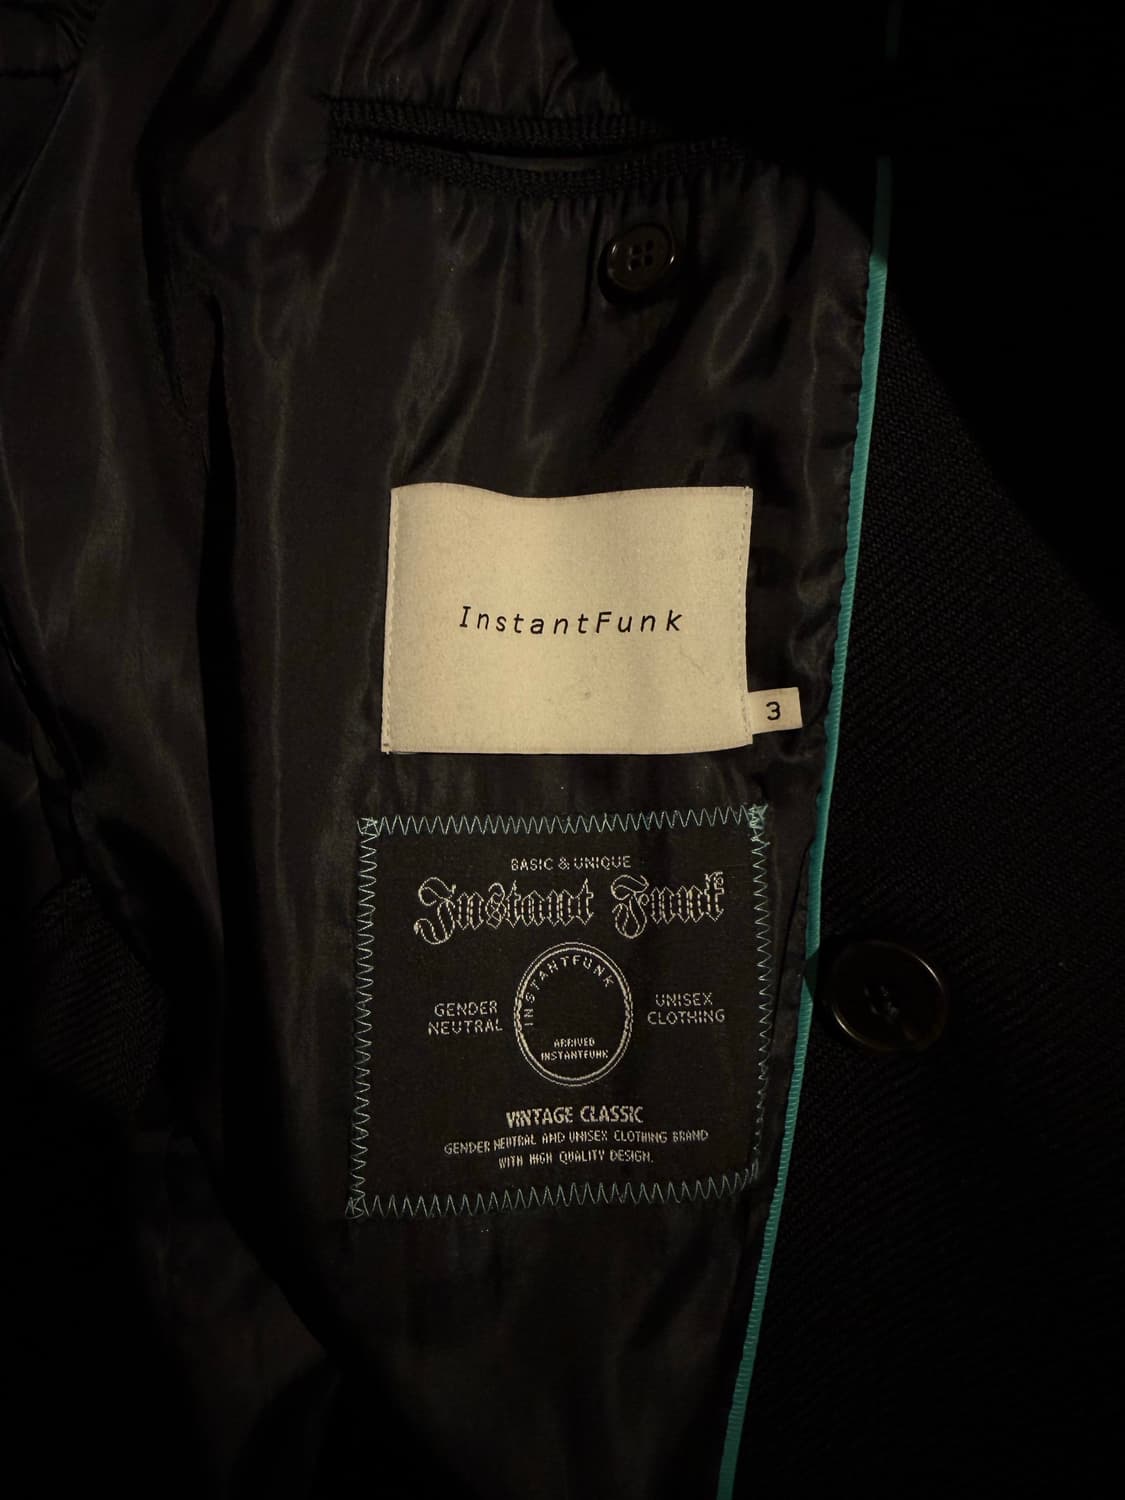 InstantFunk
3
BASIC & UNIQUE
Instant Funk
INSTANTFUNK
GENDER
NEUTRAL
UNISEX
CLOTHING
ARRIVED
INSTANTFUNK
VINTAGE CLASSIC
GENDER NEUTRAL AND UNISEX CLOTHING BRAND
WITH HIGH QUALITY DESIGN.